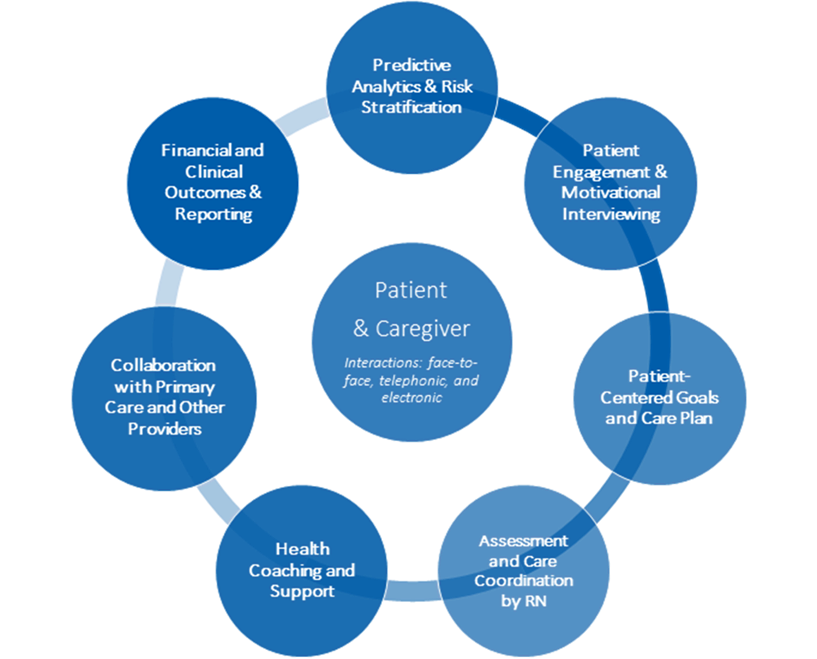 Predictive
Analytics & Risk
Stratification
Patient
Engagement &
Motivational
Interviewing
Patient-
Centered Goals
and Care Plan
Assessment
and Care
Coordination
by RN
Health
Coaching and
Support
Collaboration
with Primary
Care and Other
Providers
Financial and
Clinical
Outcomes &
Reporting
Patient
& Caregiver
Interactions: face-to-
face, telephonic, and
electronic